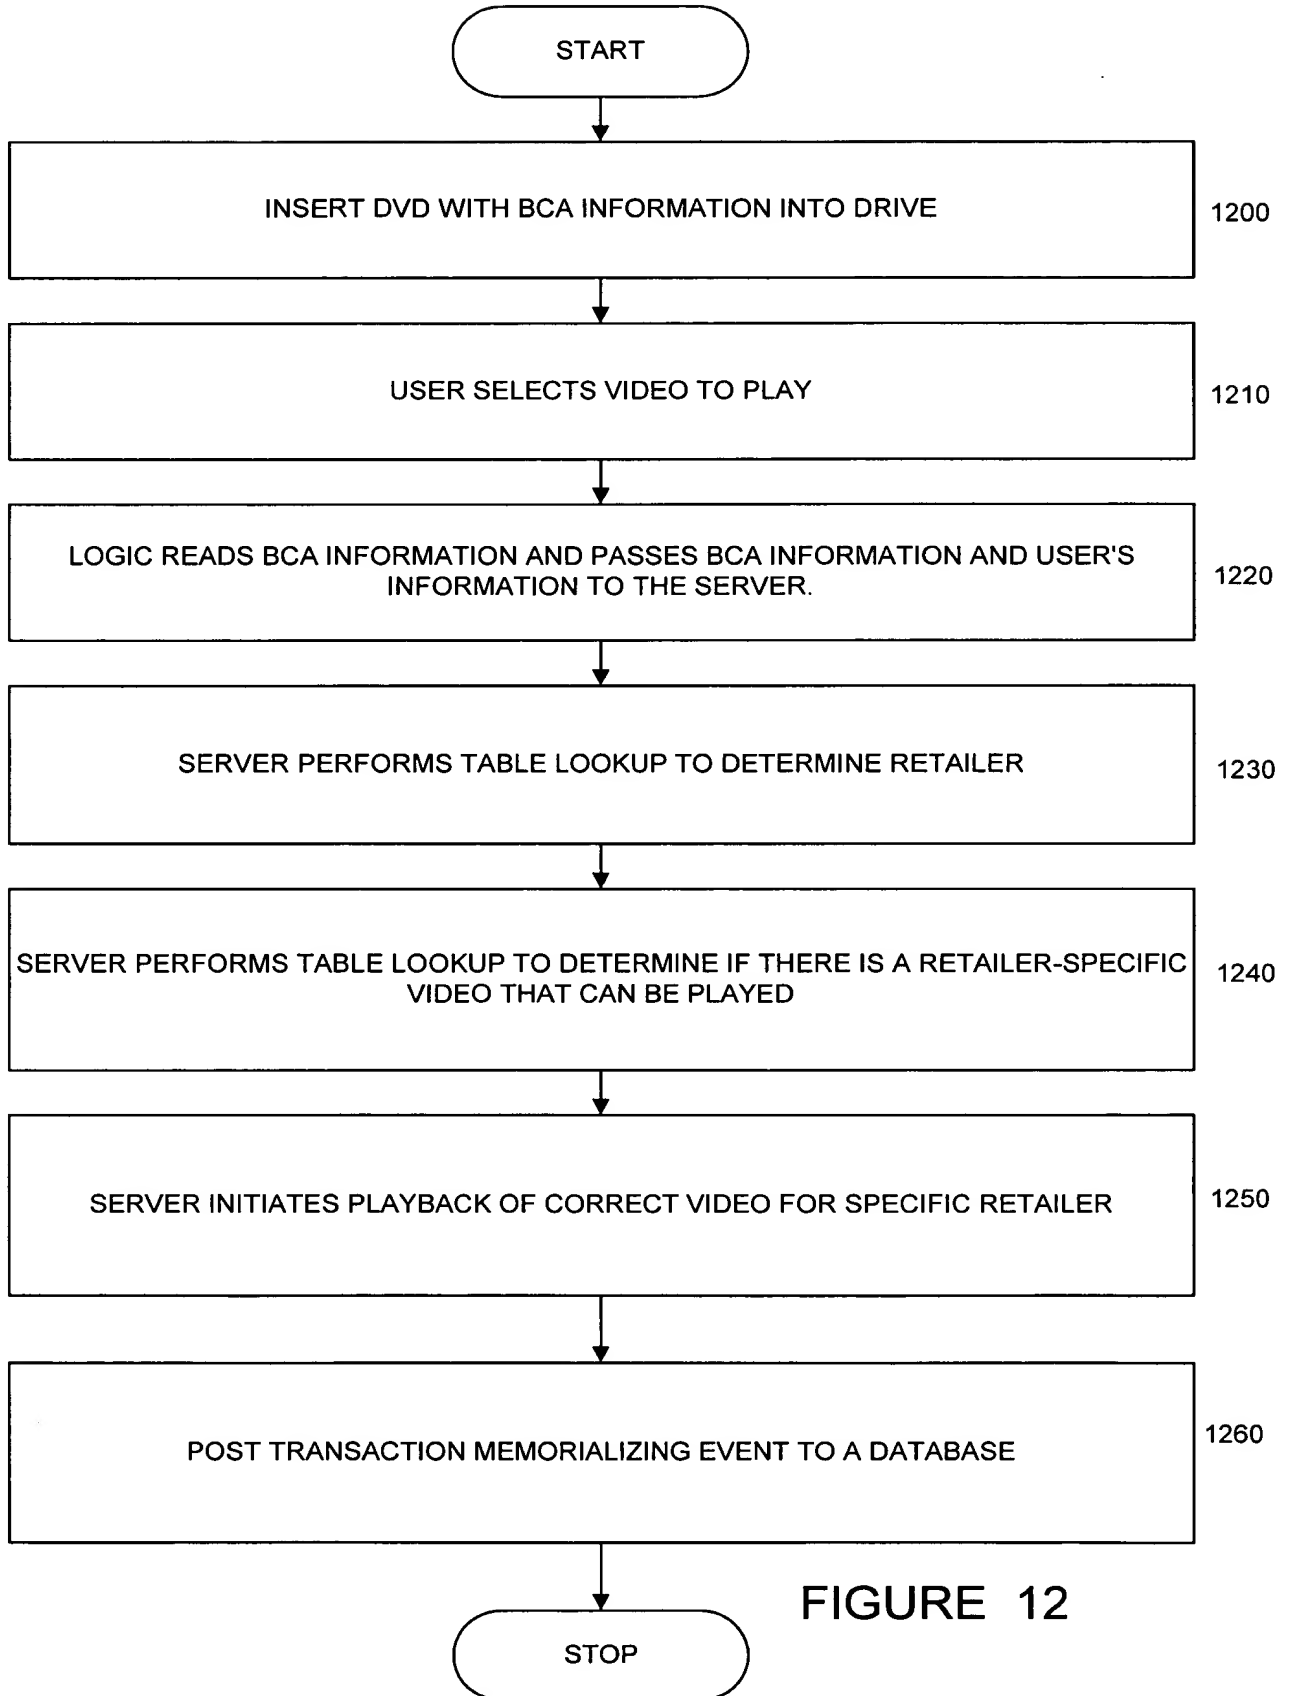 START
INSERT DVD WITH BCA INFORMATION INTO DRIVE
1200
USER SELECTS VIDEO TO PLAY
1210
LOGIC READS BCA INFORMATION AND PASSES BCA INFORMATION AND USER'S
INFORMATION TO THE SERVER.
1220
SERVER PERFORMS TABLE LOOKUP TO DETERMINE RETAILER
1230
SERVER PERFORMS TABLE LOOKUP TO DETERMINE IF THERE IS A RETAILER-SPECIFIC
VIDEO THAT CAN BE PLAYED
1240
SERVER INITIATES PLAYBACK OF CORRECT VIDEO FOR SPECIFIC RETAILER
1250
POST TRANSACTION MEMORIALIZING EVENT TO A DATABASE
1260
FIGURE 12
STOP